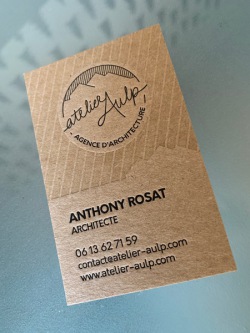 atelier Aulp
- AGENCE D'ARCHITECTURE -
ANTHONY ROSAT
ARCHITECTE
06 13 62 71 59
contact@atelier-aulp.com
www.atelier-aulp.com